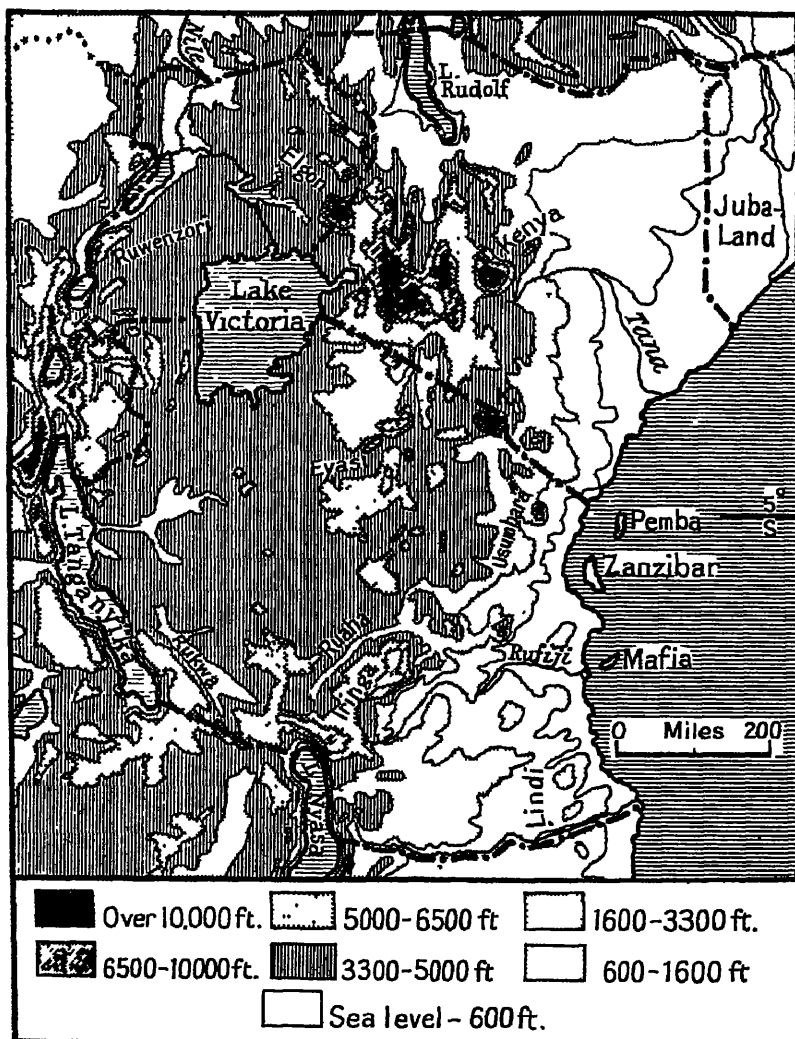 Nile
L.
Rudolf
Elgon
Juba-
Land
Ruwenzori
Kenya
Lake
Victoria
Tana
Eyasi
5°
S
Usumbara
Pemba
L. Tanganyika
Zanzibar
Ruaha
Rukwa
Iringa
Rufiji
Mafia
0 Miles 200
Lindi
L. Nyasa
Over 10,000 ft.
5000-6500 ft
1600-3300 ft.
6500-10000 ft.
3300-5000 ft
600-1600 ft
Sea level - 600 ft.